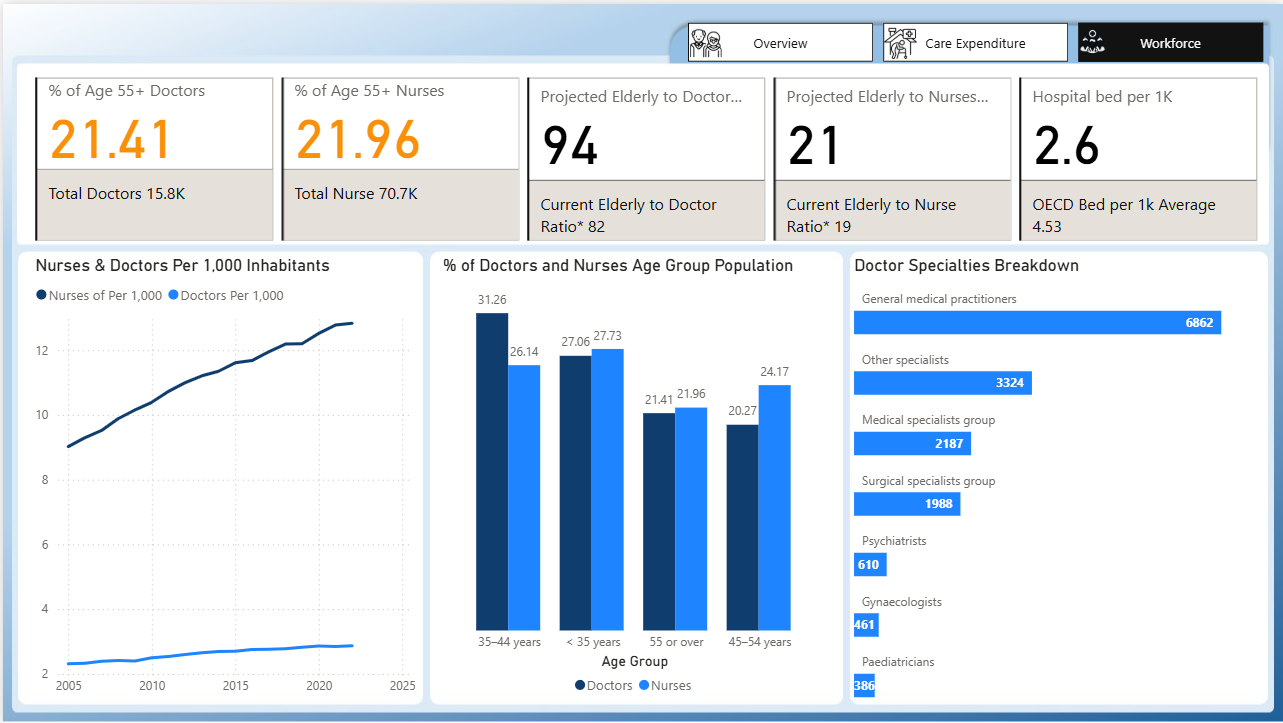 Overview
Care Expenditure
Workforce
% of Age 55+ Doctors
21.41
Total Doctors 15.8K
% of Age 55+ Nurses
21.96
Total Nurse 70.7K
Projected Elderly to Doctor...
94
Current Elderly to Doctor
Ratio* 82
Projected Elderly to Nurses...
21
Current Elderly to Nurse
Ratio* 19
Hospital bed per 1K
2.6
OECD Bed per 1k Average
4.53
Nurses & Doctors Per 1,000 Inhabitants
Nurses of Per 1,000 Doctors Per 1,000
12
10
8
6
4
2
2005 2010 2015 2020 2025
% of Doctors and Nurses Age Group Population
31.26
26.14
27.06
27.73
21.41
21.96
20.27
24.17
35–44 years < 35 years 55 or over 45–54 years
Age Group
Doctors Nurses
Doctor Specialties Breakdown
General medical practitioners
6862
Other specialists
3324
Medical specialists group
2187
Surgical specialists group
1988
Psychiatrists
610
Gynaecologists
461
Paediatricians
386